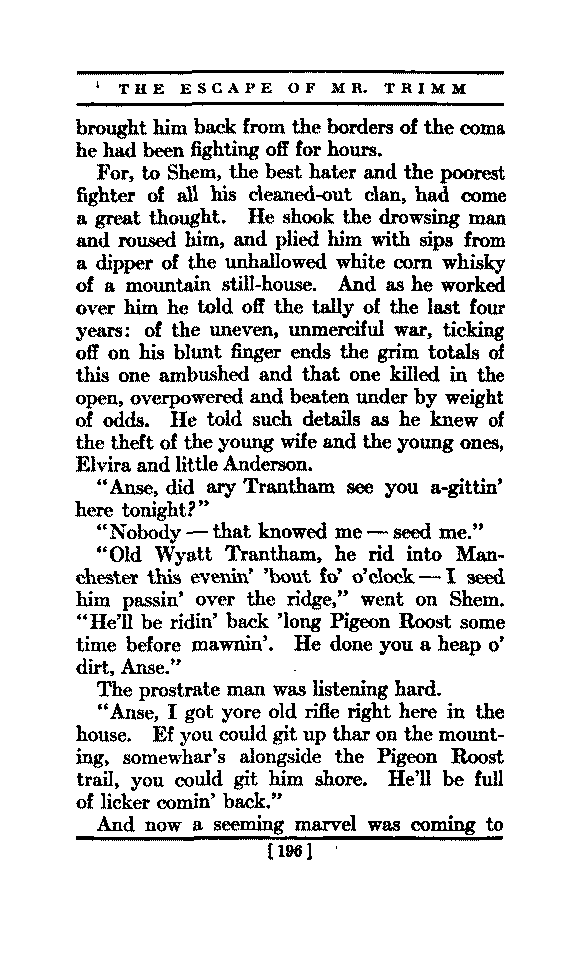 THE ESCAPE OF MR. TRIMM
brought him back from the borders of the coma
he had been fighting off for hours.
For, to Shem, the best hater and the poorest
fighter of all his cleaned-out clan, had come
a great thought. He shook the drowsing man
and roused him, and plied him with sips from
a dipper of the unhallowed white corn whisky
of a mountain still-house. And as he worked
over him he told off the tally of the last four
years: of the uneven, unmerciful war, ticking
off on his blunt finger ends the grim totals of
this one ambushed and that one killed in the
open, overpowered and beaten under by weight
of odds. He told such details as he knew of
the theft of the young wife and the young ones,
Elvira and little Anderson.
“Anse, did ary Trantham see you a-gittin’
here tonight?”
“Nobody — that knowed me — seed me.”
“Old Wyatt Trantham, he rid into Man-
chester this evenin’ ’bout fo’ o’clock — I seed
him passin’ over the ridge,” went on Shem.
“He’ll be ridin’ back ’long Pigeon Roost some
time before mawnin’. He done you a heap o’
dirt, Anse.”
The prostrate man was listening hard.
“Anse, I got yore old rifle right here in the
house. Ef you could git up thar on the mount-
ing, somewhar’s alongside the Pigeon Roost
trail, you could git him shore. He’ll be full
of licker comin’ back.”
And now a seeming marvel was coming to
[196]